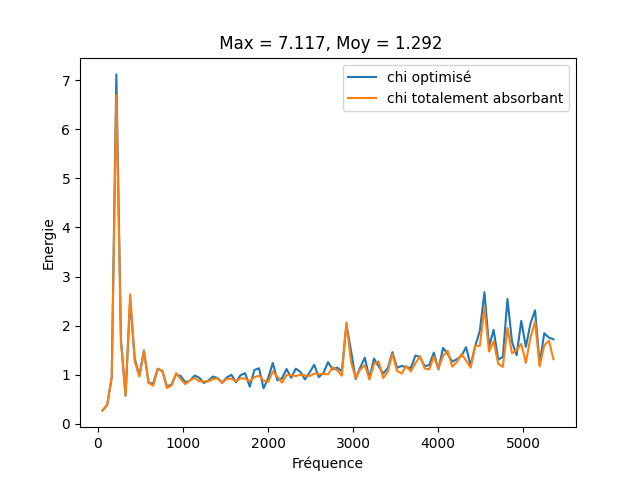 Max = 7.117, Moy = 1.292
chi optimisé
chi totalement absorbant
Energie
7
6
5
4
3
2
1
0
0 1000 2000 3000 4000 5000
Fréquence